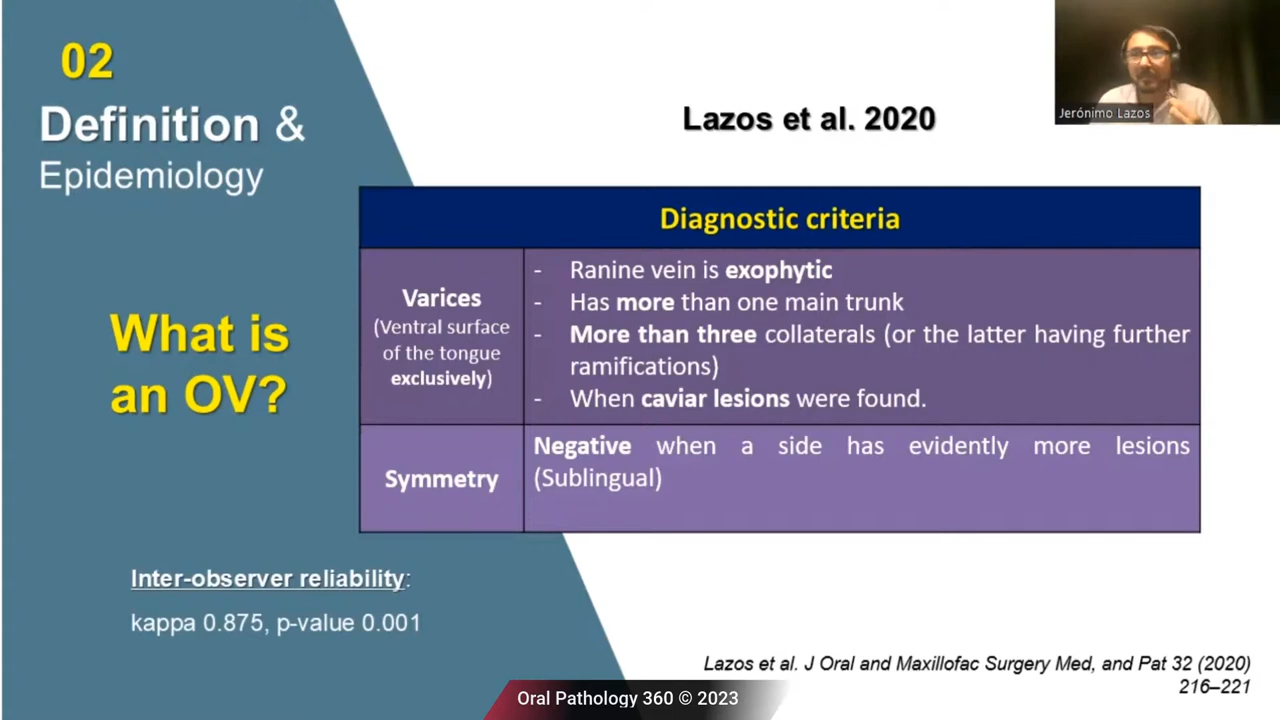 02
Definition &
Epidemiology
What is
an OV?
Inter-observer reliability:
kappa 0.875, p-value 0.001
Lazos et al. 2020
Jerónimo Lazos
Diagnostic criteria
Varices
(Ventral surface
of the tongue
exclusively)
- Ranine vein is exophytic
- Has more than one main trunk
- More than three collaterals (or the latter having further
ramifications)
- When caviar lesions were found.
Symmetry
Negative when a side has evidently more lesions
(Sublingual)
Lazos et al. J Oral and Maxillofac Surgery Med, and Pat 32 (2020)
216–221
Oral Pathology 360 © 2023